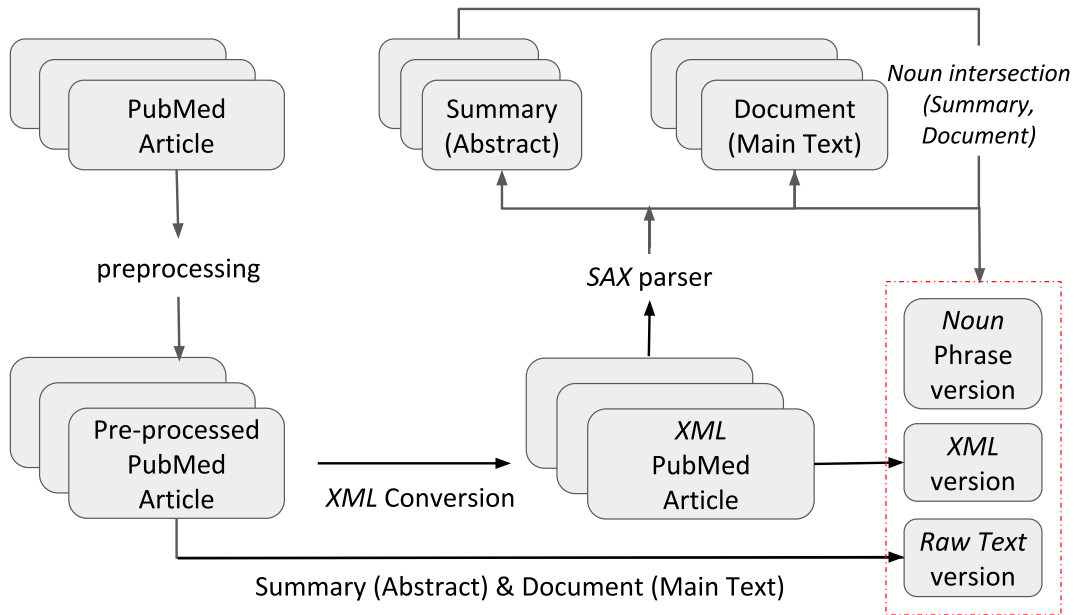 PubMed
Article
Summary
(Abstract)
Document
(Main Text)
Noun intersection
(Summary,
Document)
preprocessing
SAX parser
Pre-processed
PubMed
Article
XML Conversion
XML
PubMed
Article
Noun
Phrase
version
XML
version
Raw Text
version
Summary (Abstract) & Document (Main Text)